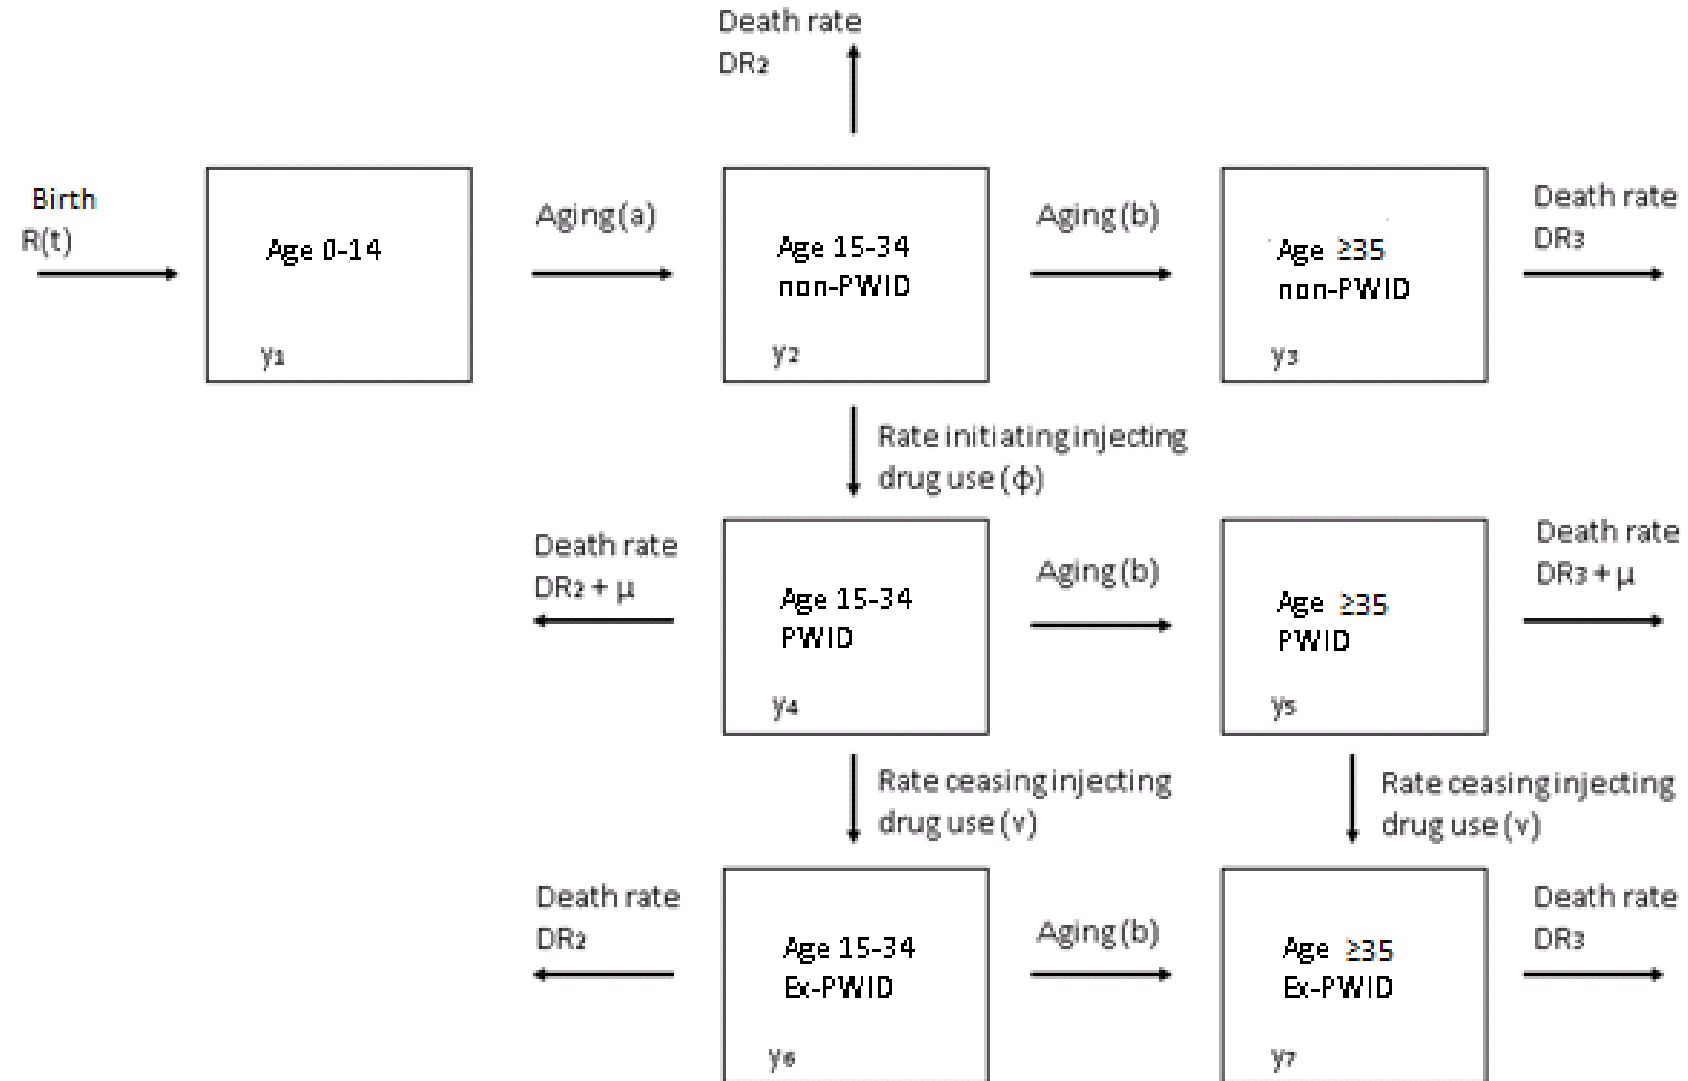 Death rate
DR₂
Birth
R(t)
Age 0-14
y₁
Aging (a)
Age 15-34
non-PWID
y₂
Aging (b)
Age ≥35
non-PWID
y₃
Death rate
DR₃
Rate initiating injecting
drug use (ϕ)
Death rate
DR₂ + μ
Age 15-34
PWID
y₄
Aging (b)
Age ≥35
PWID
y₅
Death rate
DR₃ + μ
Rate ceasing injecting
drug use (ν)
Rate ceasing injecting
drug use (ν)
Death rate
DR₂
Age 15-34
Ex-PWID
y₆
Aging (b)
Age ≥35
Ex-PWID
y₇
Death rate
DR₃